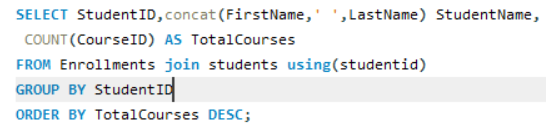 SELECT StudentID,concat(FirstName,' ',LastName) StudentName,
COUNT(CourseID) AS TotalCourses
FROM Enrollments join students using(studentid)
GROUP BY StudentID
ORDER BY TotalCourses DESC;